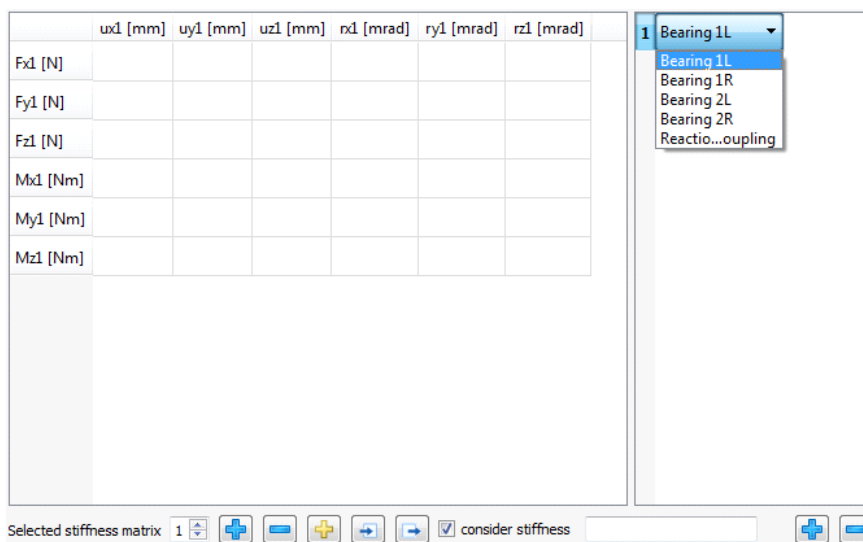 ux1 [mm] uy1 [mm] uz1 [mm] rx1 [mrad] ry1 [mrad] rz1 [mrad]
Fx1 [N]
Fy1 [N]
Fz1 [N]
Mx1 [Nm]
My1 [Nm]
Mz1 [Nm]
1 Bearing 1L
Bearing 1L
Bearing 1R
Bearing 2L
Bearing 2R
Reactio...oupling
Selected stiffness matrix 1 consider stiffness